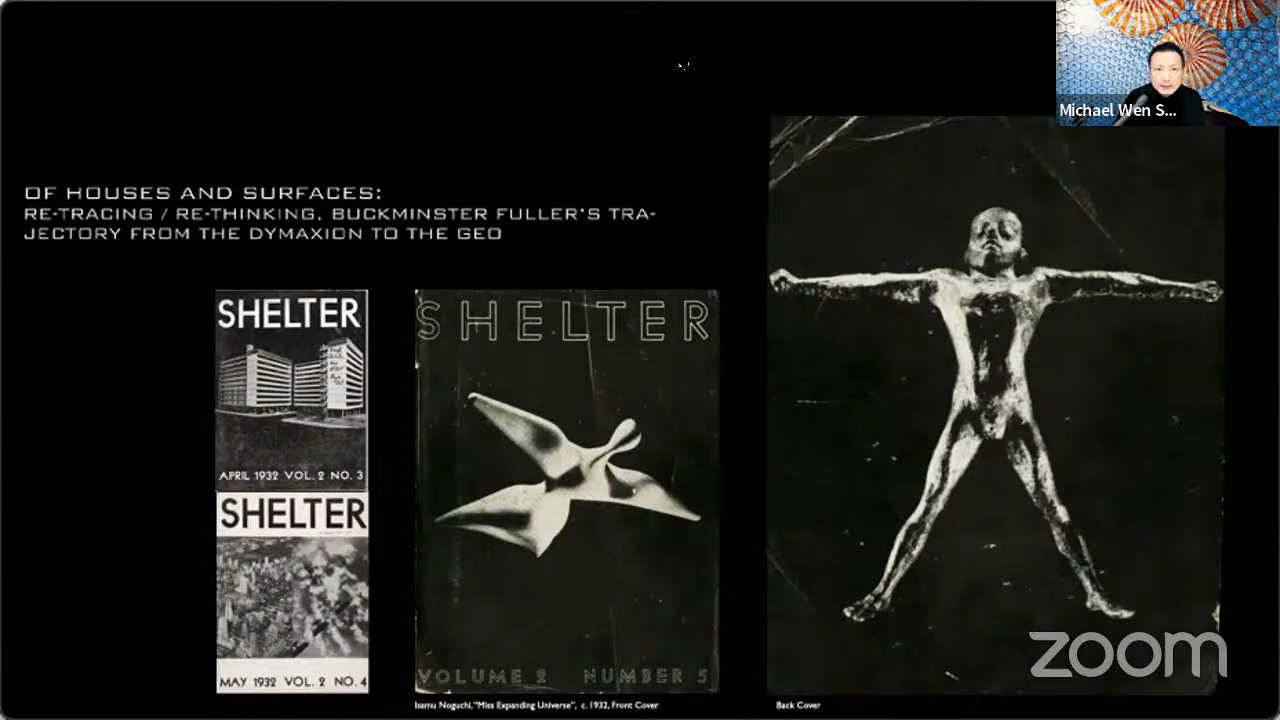 Michael Wen S...
OF HOUSES AND SURFACES:
RE-TRACING / RE-THINKING, BUCKMINSTER FULLER'S TRA-
JECTORY FROM THE DYMAXION TO THE GEO
SHELTER
APRIL 1932 VOL. 2 NO. 3
SHELTER
MAY 1932 VOL. 2 NO. 4
SHELTER
VOLUME 2 NUMBER 5
Isamu Noguchi,"Miss Expanding Universe", c. 1932, Front Cover
Back Cover
zoom